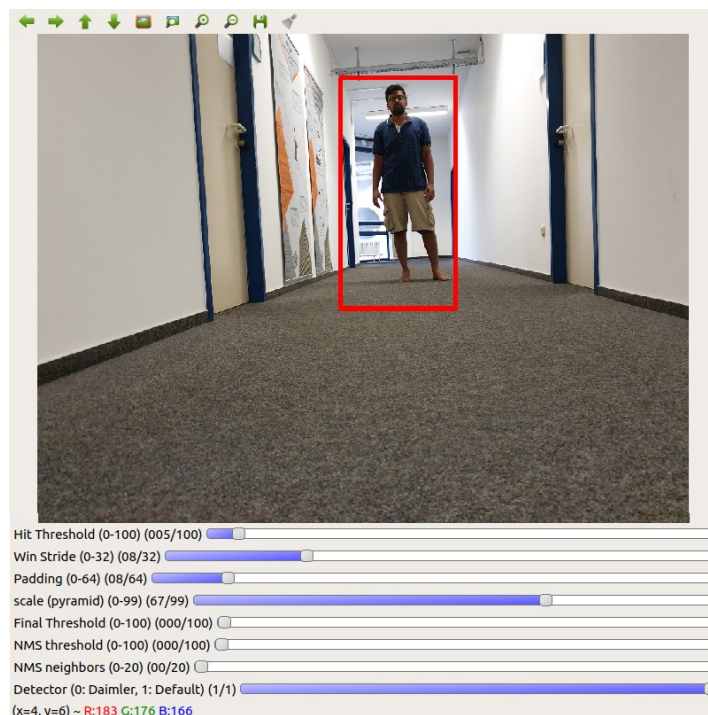 Hit Threshold (0-100) (005/100)
Win Stride (0-32) (08/32)
Padding (0-64) (08/64)
scale (pyramid) (0-99) (67/99)
Final Threshold (0-100) (000/100)
NMS threshold (0-100) (000/100)
NMS neighbors (0-20) (00/20)
Detector (0: Daimler, 1: Default) (1/1)
(x=4, y=6) ~ R:183 G:176 B:166